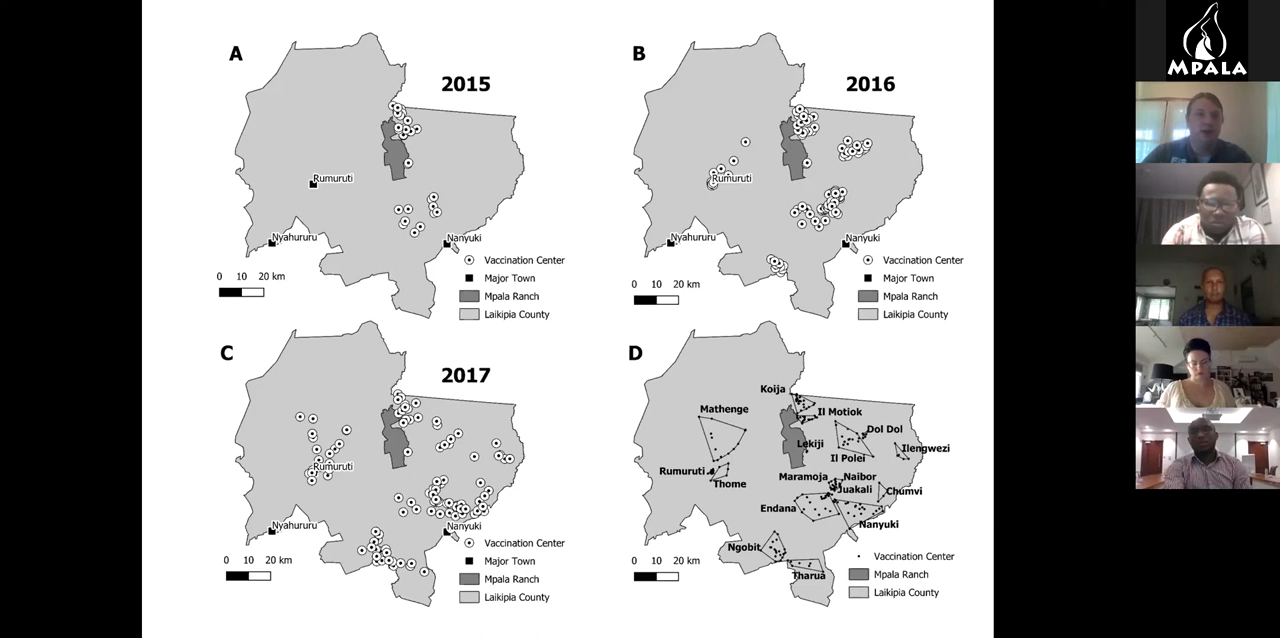 A
2015
Rumuruti
Nyahururu
Nanyuki
0 10 20 km
Vaccination Center
Major Town
Mpala Ranch
Laikipia County
B
2016
Rumuruti
Nyahururu
Nanyuki
0 10 20 km
Vaccination Center
Major Town
Mpala Ranch
Laikipia County
C
2017
Rumuruti
Nyahururu
Nanyuki
0 10 20 km
Vaccination Center
Major Town
Mpala Ranch
Laikipia County
D
Koija
Mathenge
Il Motiok
Dol Dol
Lekiji
Ilengwezi
Il Polei
Rumuruti
Thome
Maramoja
Naibor
Juakali
Chumvi
Endana
Nanyuki
Ngobit
Tharua
0 10 20 km
Vaccination Center
Mpala Ranch
Laikipia County
MPALA